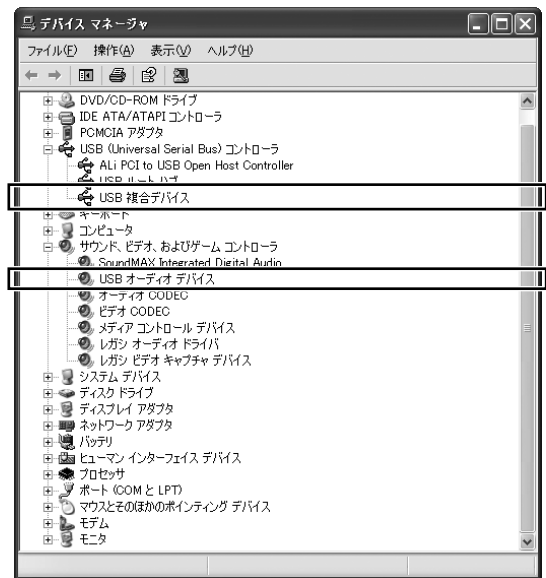 デバイス マネージャ
ファイル(F) 操作(A) 表示(V) ヘルプ(H)
DVD/CD-ROM ドライブ
IDE ATA/ATAPI コントローラ
PCMCIA アダプタ
USB (Universal Serial Bus) コントローラ
ALi PCI to USB Open Host Controller
USB ルート ハブ
USB 複合デバイス
キーボード
コンピュータ
サウンド、ビデオ、およびゲーム コントローラ
SoundMAX Integrated Digital Audio
USB オーディオ デバイス
オーディオ CODEC
ビデオ CODEC
メディア コントロール デバイス
レガシ オーディオ ドライバ
レガシ ビデオ キャプチャ デバイス
システム デバイス
ディスク ドライブ
ディスプレイ アダプタ
ネットワーク アダプタ
バッテリ
ヒューマン インターフェイス デバイス
プロセッサ
ポート (COM と LPT)
マウスとそのほかのポインティング デバイス
モデム
モニタ